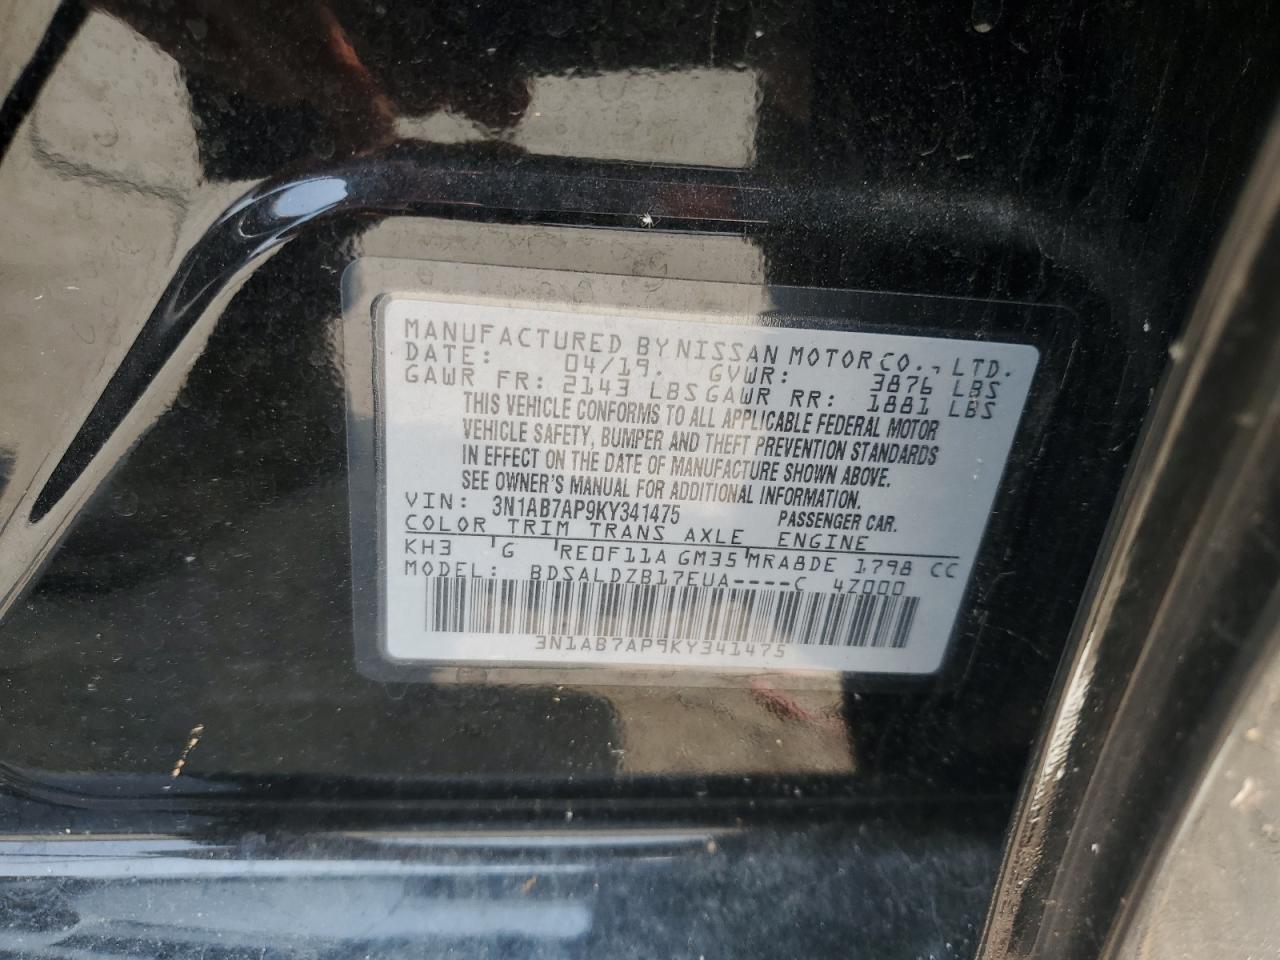 MANUFACTURED BY NISSAN MOTOR CO., LTD.
DATE: 04/19. GVWR: 3876 LBS
GAWR FR: 2143 LBS GAWR RR: 1881 LBS
THIS VEHICLE CONFORMS TO ALL APPLICABLE FEDERAL MOTOR
VEHICLE SAFETY, BUMPER AND THEFT PREVENTION STANDARDS
IN EFFECT ON THE DATE OF MANUFACTURE SHOWN ABOVE.
SEE OWNER'S MANUAL FOR ADDITIONAL INFORMATION.
VIN: 3N1AB7AP9KY341475 PASSENGER CAR.
COLOR TRIM TRANS AXLE ENGINE
KH3 G RE0F11A GM35 MRA8DE 1798 CC
MODEL: BDSALDZB17EUA----C 4Z000
3N1AB7AP9KY341475